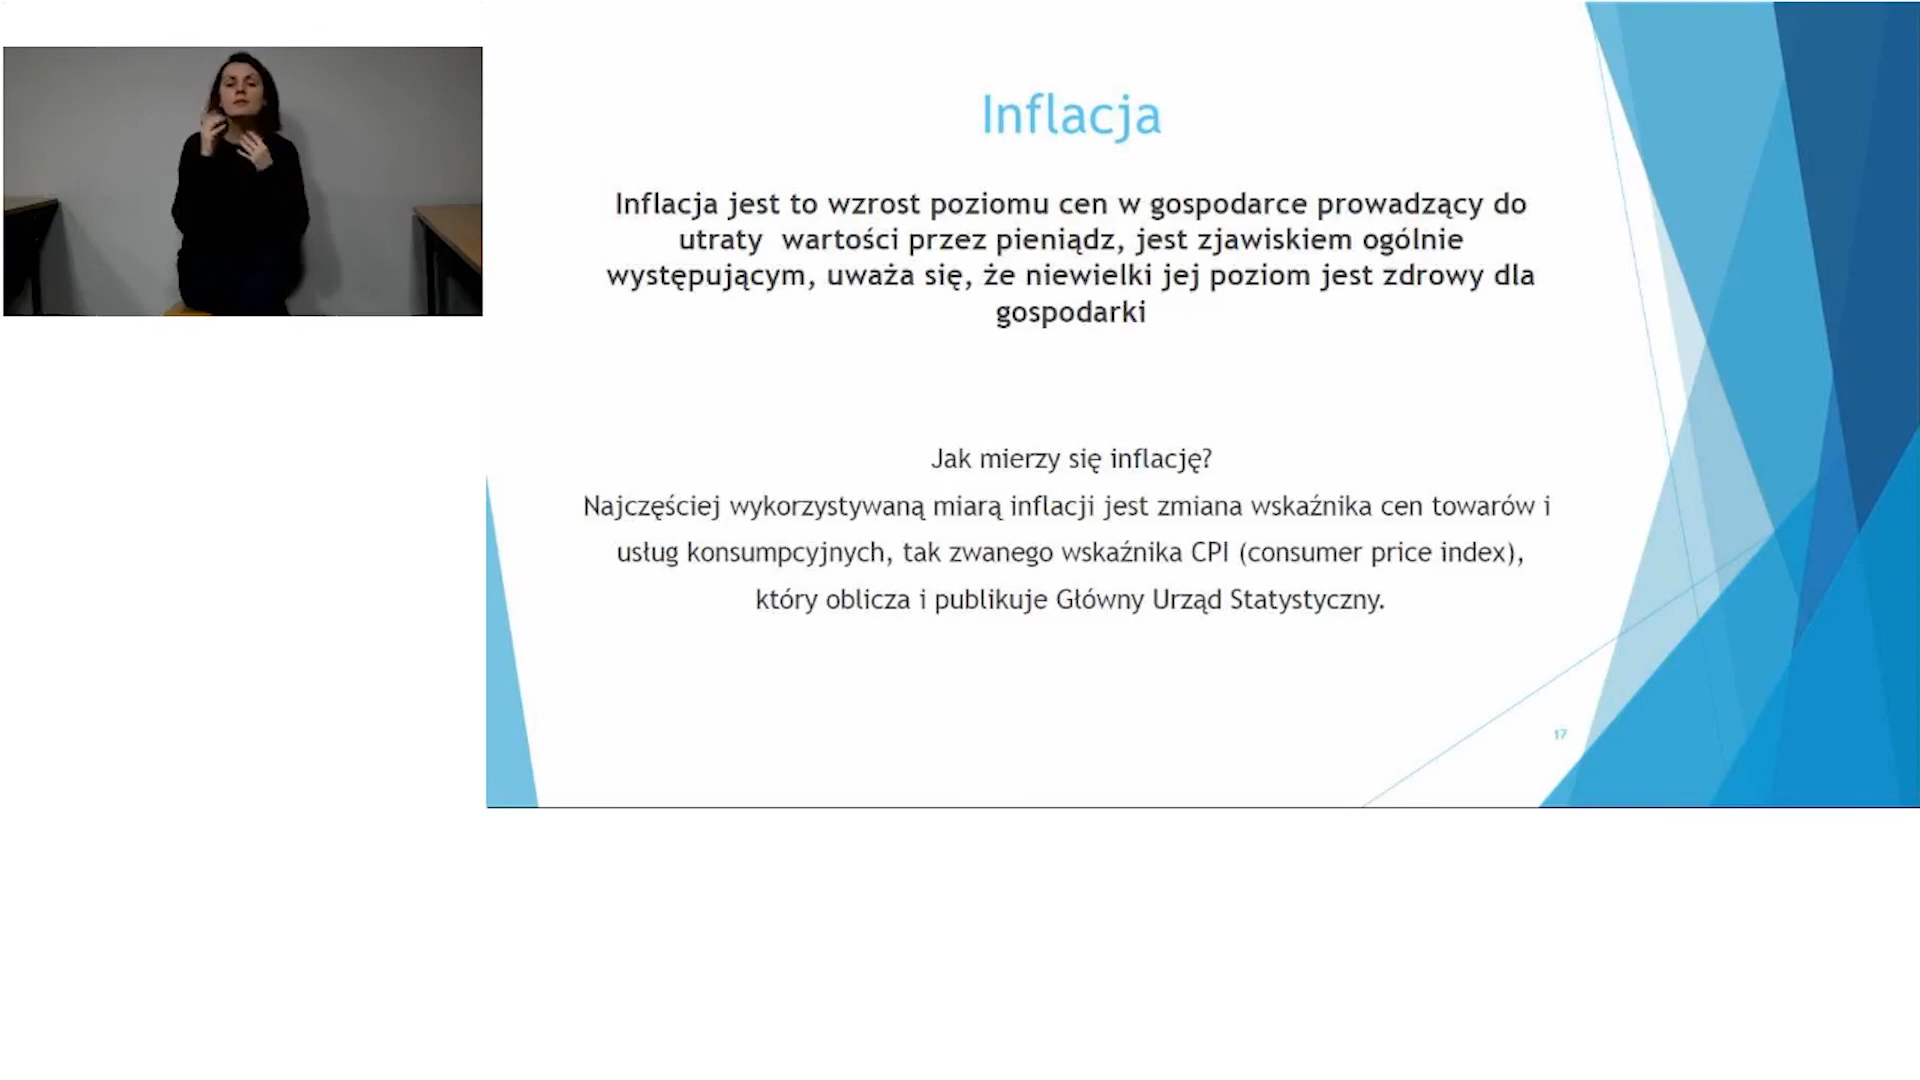 Inflacja
Inflacja jest to wzrost poziomu cen w gospodarce prowadzący do
utraty  wartości przez pieniądz, jest zjawiskiem ogólnie
występującym, uważa się, że niewielki jej poziom jest zdrowy dla
gospodarki
Jak mierzy się inflację?
Najczęściej wykorzystywaną miarą inflacji jest zmiana wskaźnika cen towarów i
usług konsumpcyjnych, tak zwanego wskaźnika CPI (consumer price index),
który oblicza i publikuje Główny Urząd Statystyczny.
17